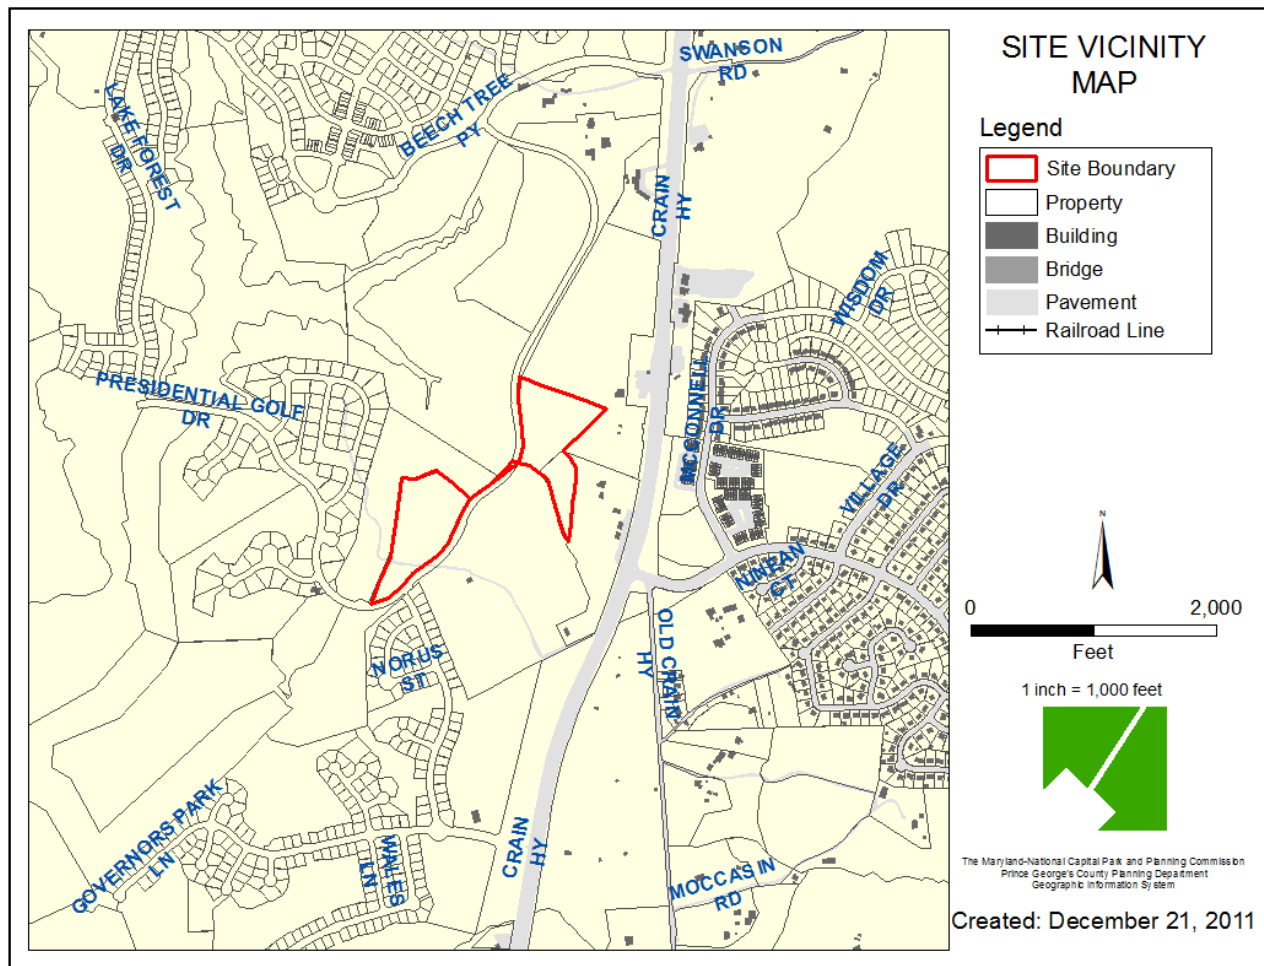 SWANSON
RD
LAKE FOREST
DR
BEECH TREE
PY
CRAIN
HY
WISDOM
DR
PRESIDENTIAL GOLF
DR
MCCONNELL
DR
VILLAGE
DR
NINIAN
CT
NORUS
ST
OLD CRAIN
HY
GOVERNORS PARK
LN
WALES
LN
CRAIN
HY
MOCCASIN
RD
SITE VICINITY
MAP
Legend
Site Boundary
Property
Building
Bridge
Pavement
Railroad Line
N
0 2,000
Feet
1 inch = 1,000 feet
The Maryland-National Capital Park and Planning Commission
Prince George's County Planning Department
Geographic Information System
Created: December 21, 2011